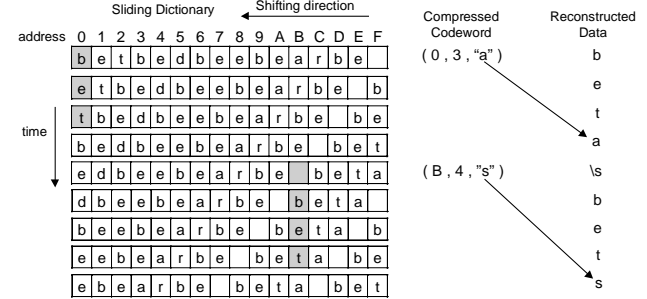 Sliding Dictionary Shifting direction
Compressed Codeword Reconstructed Data
address 0 1 2 3 4 5 6 7 8 9 A B C D E F
b e t b e d b e e b e a r b e ( 0 , 3 , "a" ) b
e t b e d b e e b e a r b e b e
t b e d b e e b e a r b e b e t
time
b e d b e e b e a r b e b e t a
e d b e e b e a r b e b e t a ( B , 4 , "s" ) \s
d b e e b e a r b e b e t a b
b e e b e a r b e b e t a b e
e e b e a r b e b e t a b e t
e b e a r b e b e t a b e t s